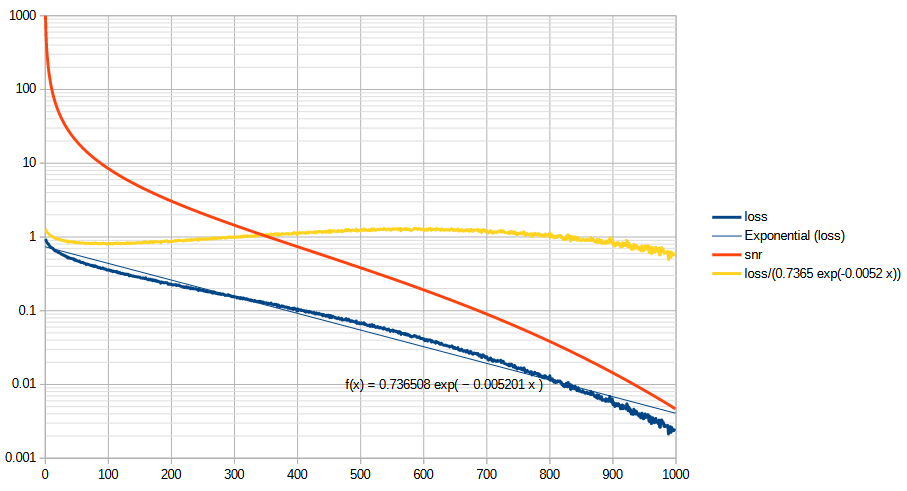 1000
100
10
1
0.1
0.01
0.001
0 100 200 300 400 500 600 700 800 900 1000
f(x) = 0.736508 exp( − 0.005201 x )
loss
Exponential (loss)
snr
loss/(0.7365 exp(-0.0052 x))